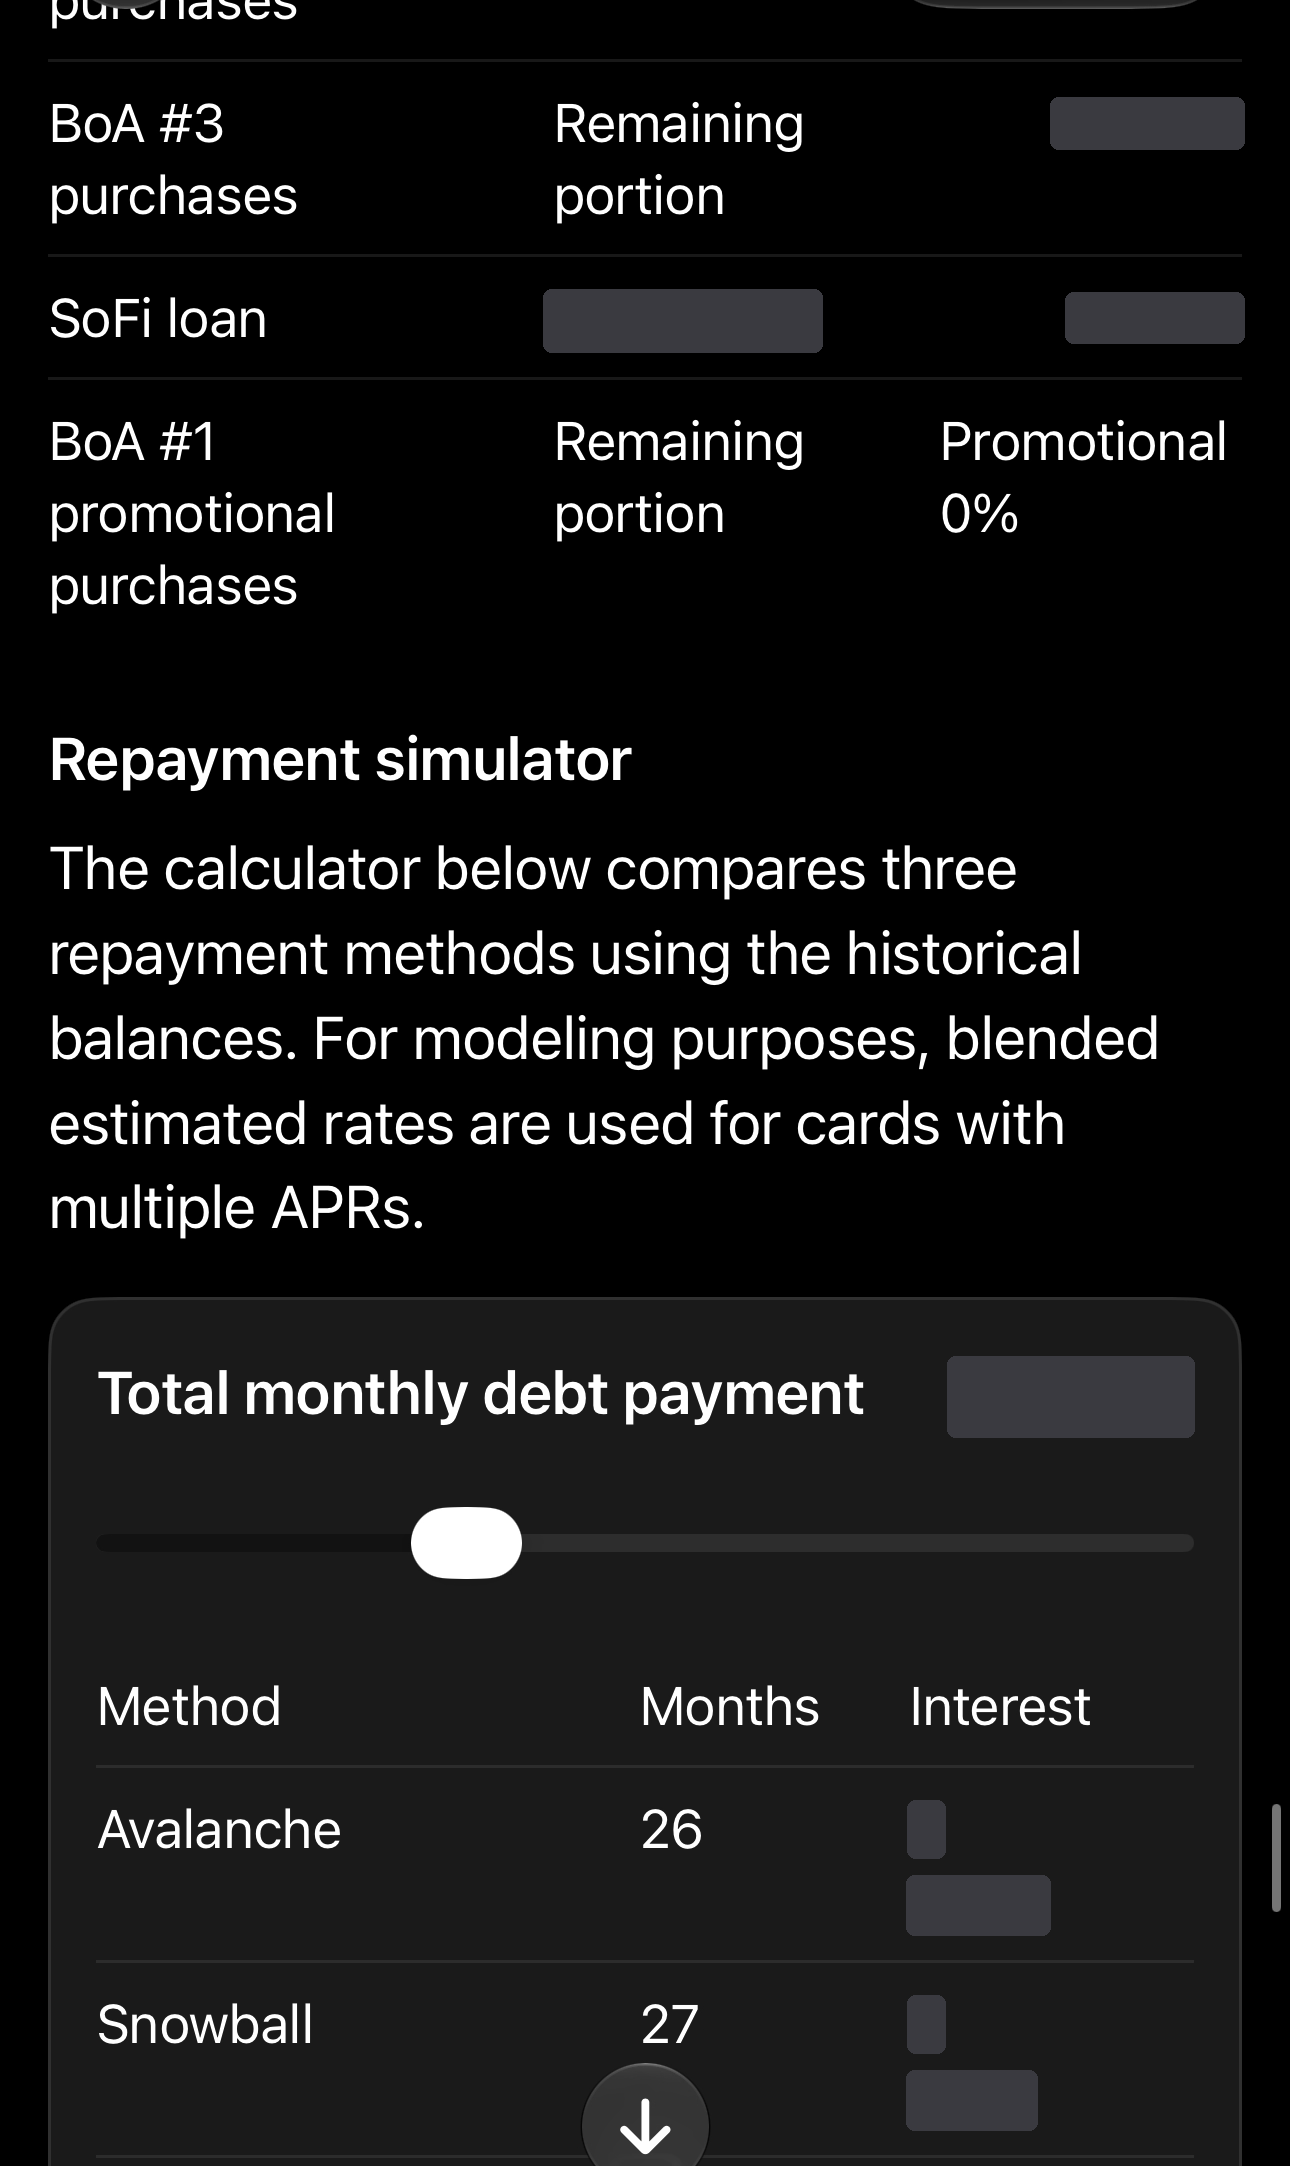 purchases
BoA #3 Remaining
purchases portion
SoFi loan
BoA #1 Remaining Promotional
promotional portion 0%
purchases
Repayment simulator
The calculator below compares three
repayment methods using the historical
balances. For modeling purposes, blended
estimated rates are used for cards with
multiple APRs.
Total monthly debt payment
Method Months Interest
Avalanche 26
Snowball 27